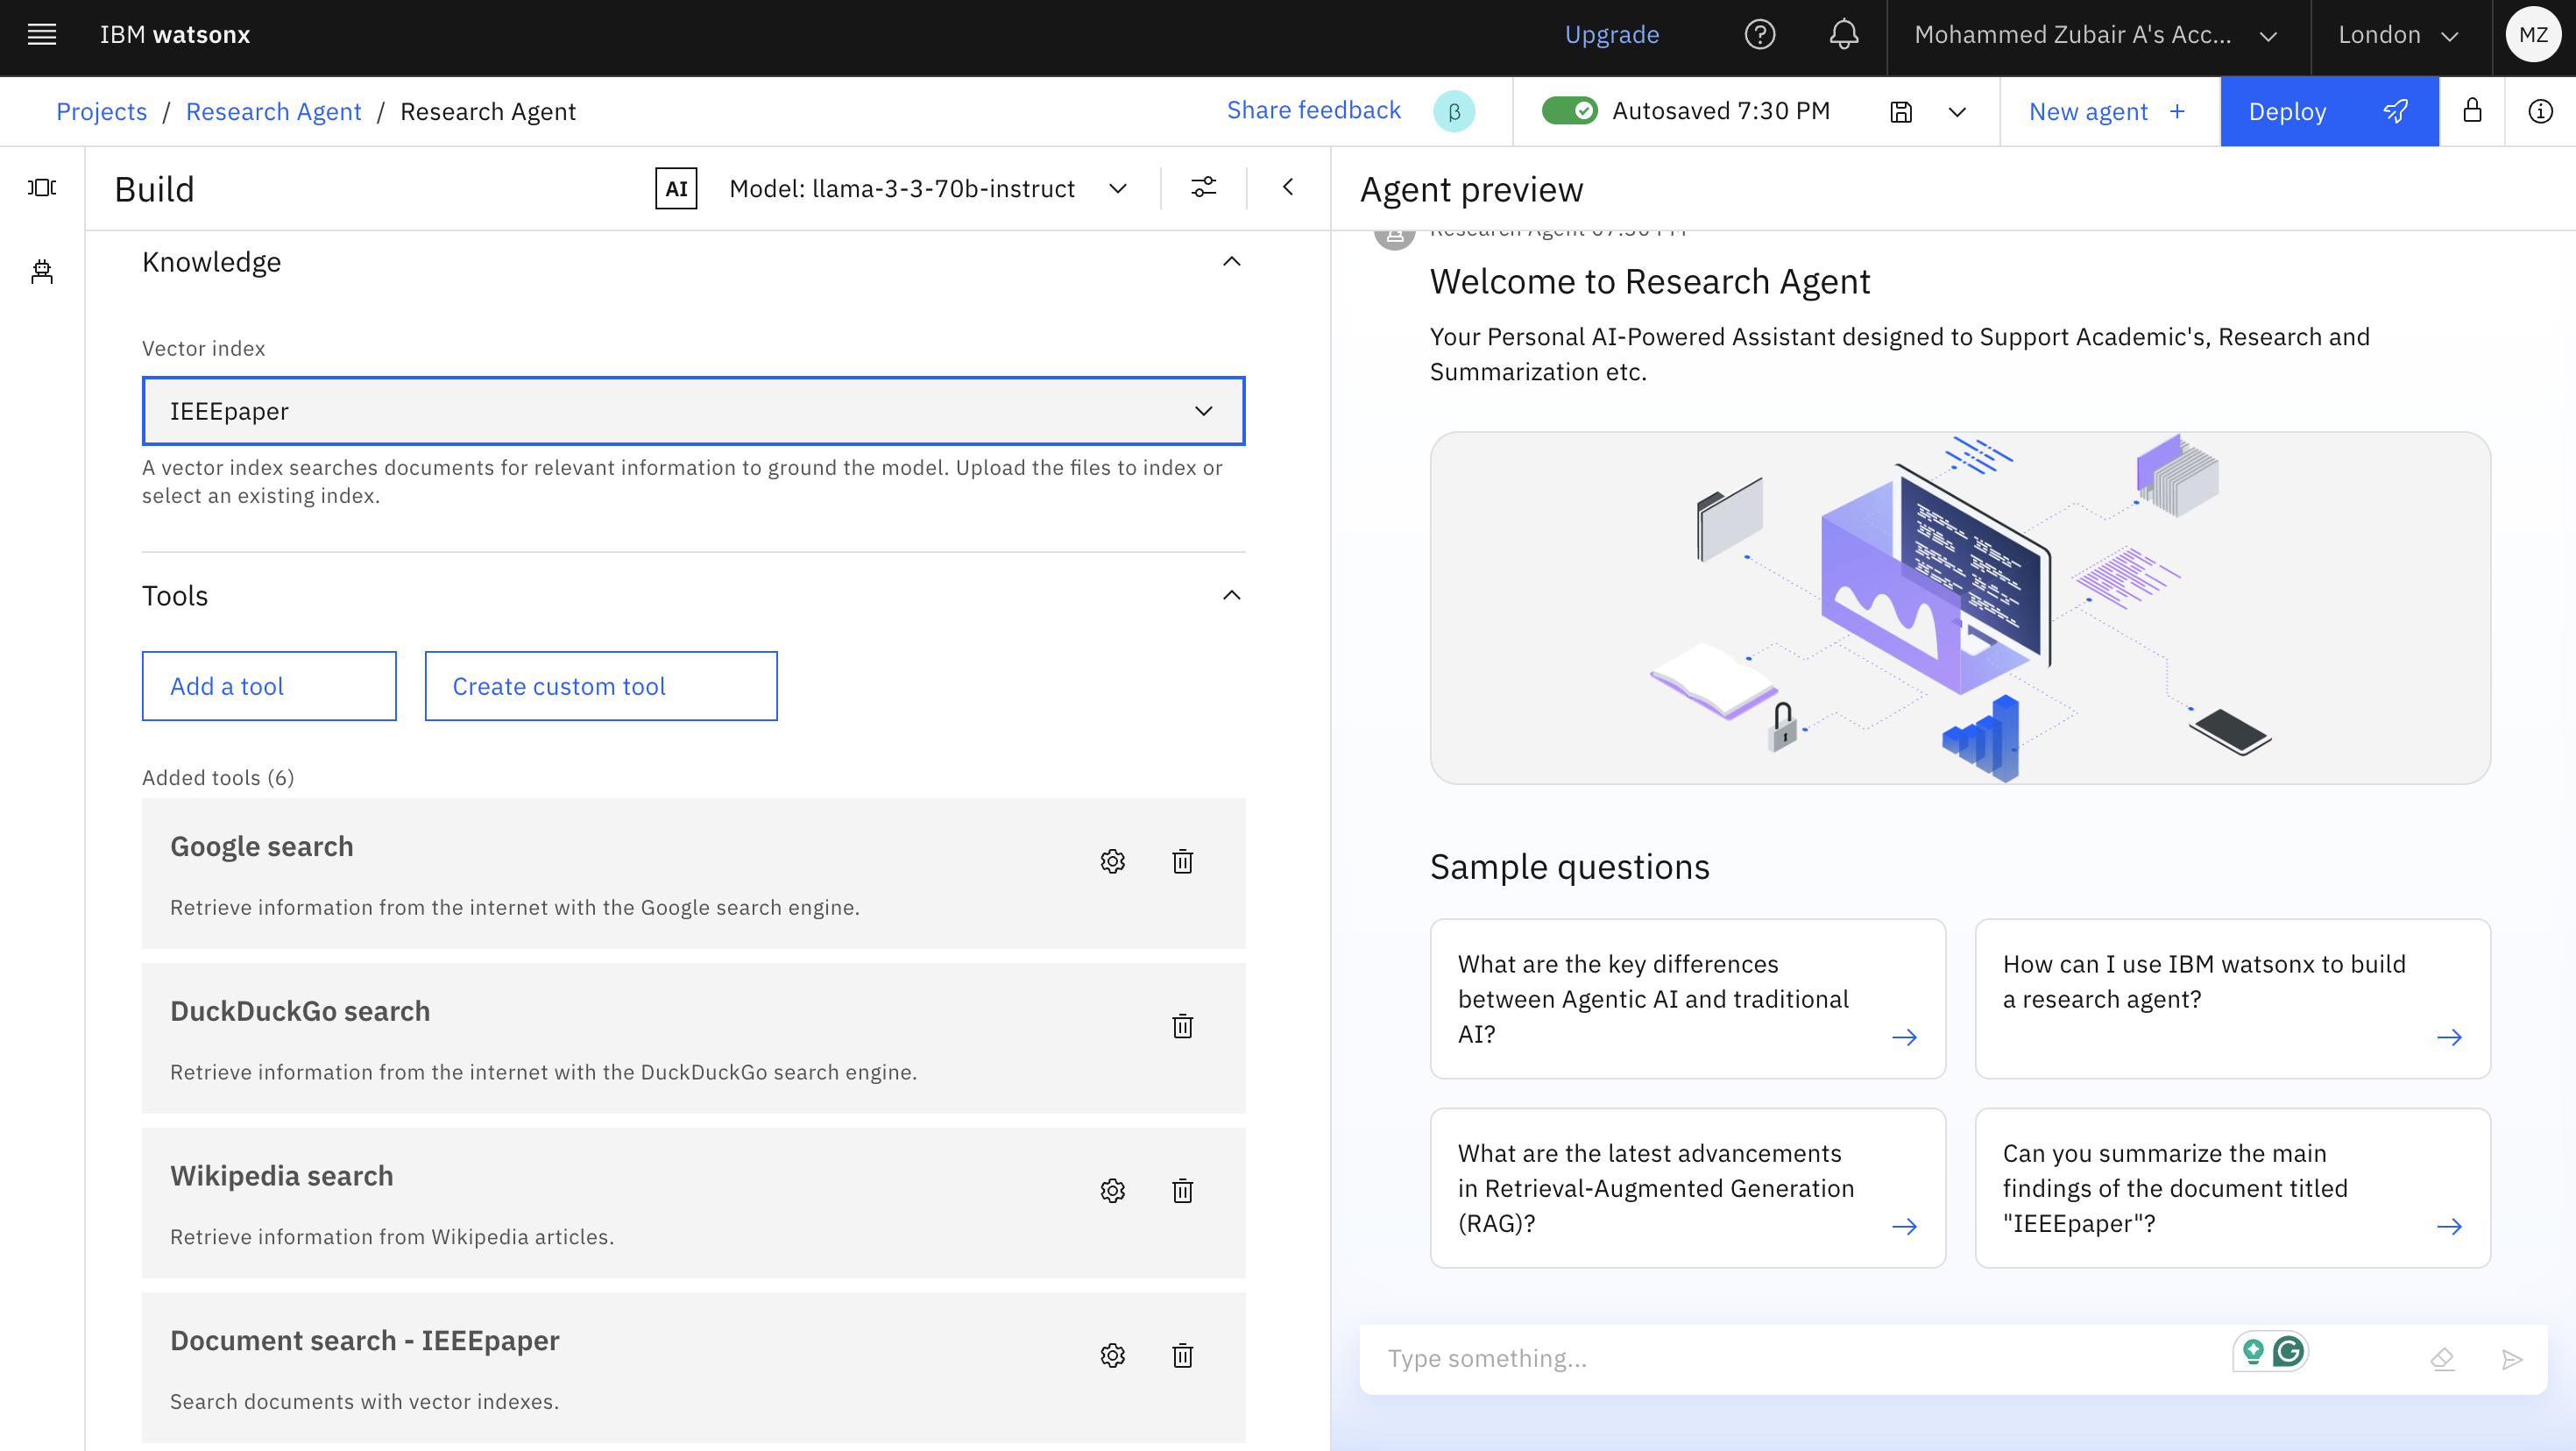 IBM watsonx
Upgrade
Mohammed Zubair A's Acc...
London
MZ
Projects / Research Agent / Research Agent
Share feedback
β
Autosaved 7:30 PM
New agent +
Deploy
Build
AI
Model: llama-3-3-70b-instruct
Knowledge
Vector index
IEEEpaper
A vector index searches documents for relevant information to ground the model. Upload the files to index or
select an existing index.
Tools
Add a tool
Create custom tool
Added tools (6)
Google search
Retrieve information from the internet with the Google search engine.
DuckDuckGo search
Retrieve information from the internet with the DuckDuckGo search engine.
Wikipedia search
Retrieve information from Wikipedia articles.
Document search - IEEEpaper
Search documents with vector indexes.
Agent preview
Research Agent 07:30 PM
Welcome to Research Agent
Your Personal AI-Powered Assistant designed to Support Academic's, Research and
Summarization etc.
Sample questions
What are the key differences
between Agentic AI and traditional
AI?
How can I use IBM watsonx to build
a research agent?
What are the latest advancements
in Retrieval-Augmented Generation
(RAG)?
Can you summarize the main
findings of the document titled
"IEEEpaper"?
Type something...